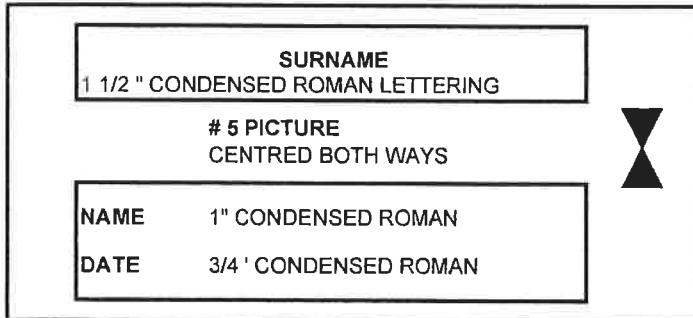 SURNAME
1 1/2 " CONDENSED ROMAN LETTERING
# 5 PICTURE
CENTRED BOTH WAYS
NAME 1" CONDENSED ROMAN
DATE 3/4 ' CONDENSED ROMAN